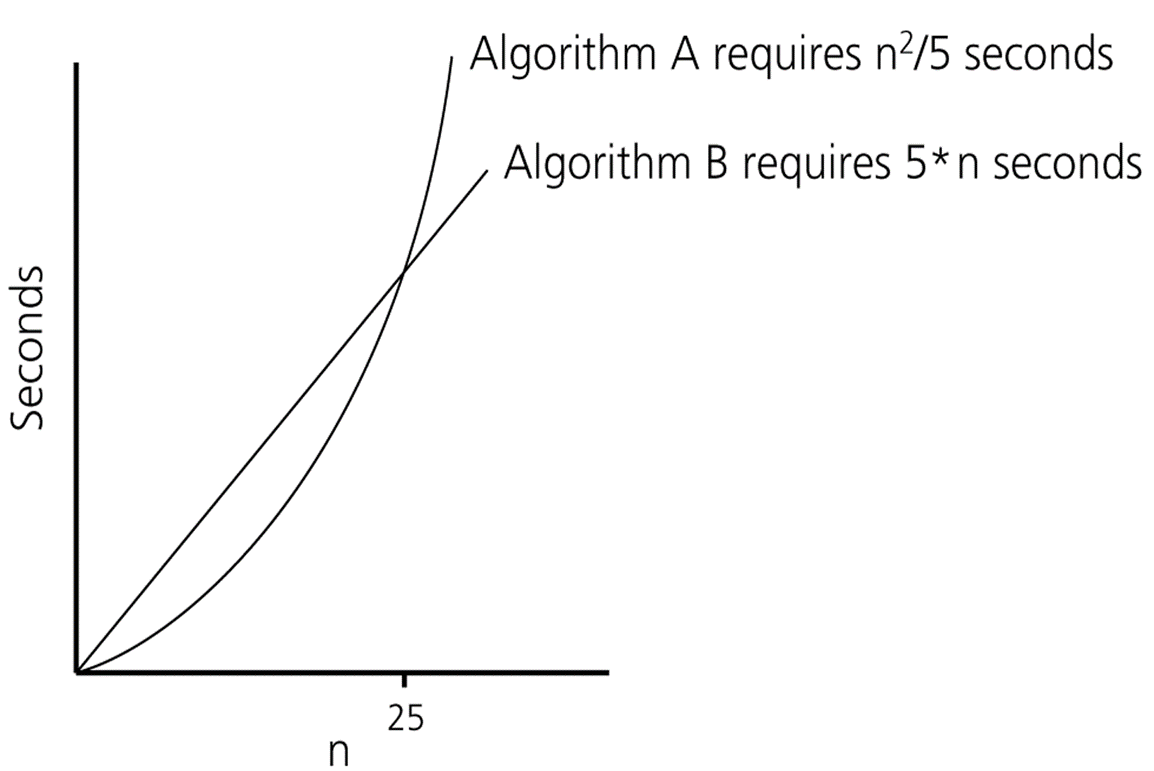 Algorithm A requires n²/5 seconds
Algorithm B requires 5*n seconds
Seconds
25
n